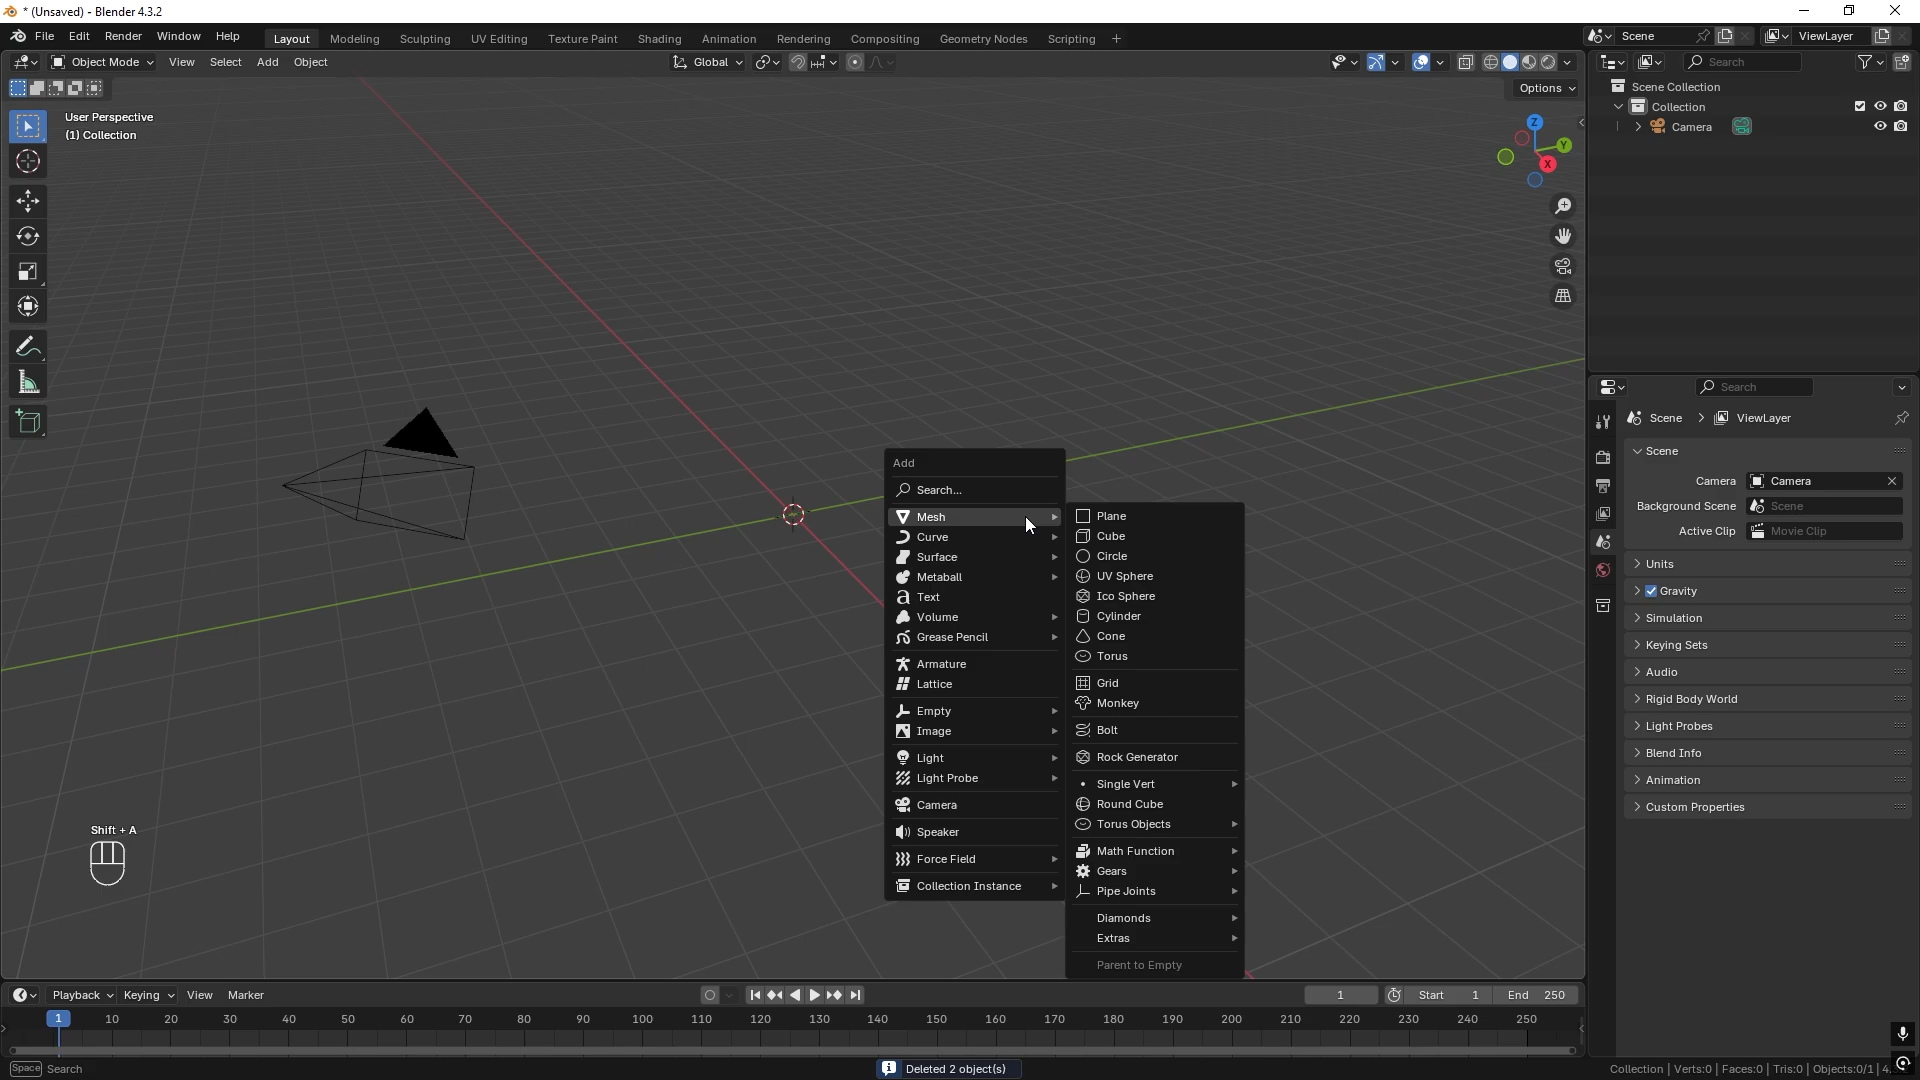 * (Unsaved) - Blender 4.3.2
File Edit Render Window Help
Layout Modeling Sculpting UV Editing Texture Paint Shading Animation Rendering Compositing Geometry Nodes Scripting +
Scene
ViewLayer
Object Mode View Select Add Object
Global
Options
User Perspective
(1) Collection
Z
Y
X
Search
Scene Collection
Collection
Camera
Add
Search...
Mesh
Curve
Surface
Metaball
Text
Volume
Grease Pencil
Armature
Lattice
Empty
Image
Light
Light Probe
Camera
Speaker
Force Field
Collection Instance
Plane
Cube
Circle
UV Sphere
Ico Sphere
Cylinder
Cone
Torus
Grid
Monkey
Bolt
Rock Generator
Single Vert
Round Cube
Torus Objects
Math Function
Gears
Pipe Joints
Diamonds
Extras
Parent to Empty
Shift + A
Search
Scene > ViewLayer
Scene
Camera Camera
Background Scene Scene
Active Clip Movie Clip
Units
Gravity
Simulation
Keying Sets
Audio
Rigid Body World
Light Probes
Blend Info
Animation
Custom Properties
Playback Keying View Marker
1 Start 1 End 250
1 10 20 30 40 50 60 70 80 90 100 110 120 130 140 150 160 170 180 190 200 210 220 230 240 250
Space Search
Deleted 2 object(s)
Collection | Verts:0 | Faces:0 | Tris:0 | Objects:0/1 | 4.